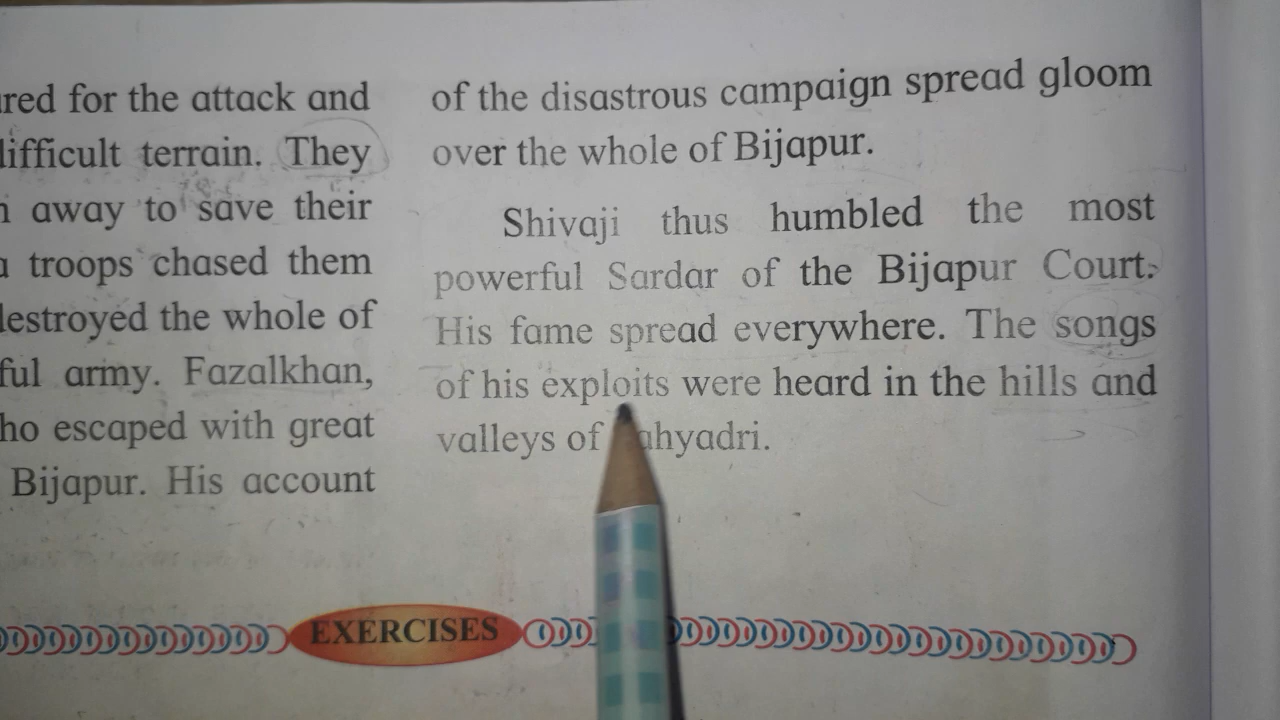 red for the attack and
difficult terrain. They
away to save their
troops chased them
destroyed the whole of
ful army. Fazalkhan,
ho escaped with great
Bijapur. His account
of the disastrous campaign spread gloom
over the whole of Bijapur.
Shivaji thus humbled the most
powerful Sardar of the Bijapur Court.
His fame spread everywhere. The songs
of his exploits were heard in the hills and
valleys of ahyadri.
EXERCISES